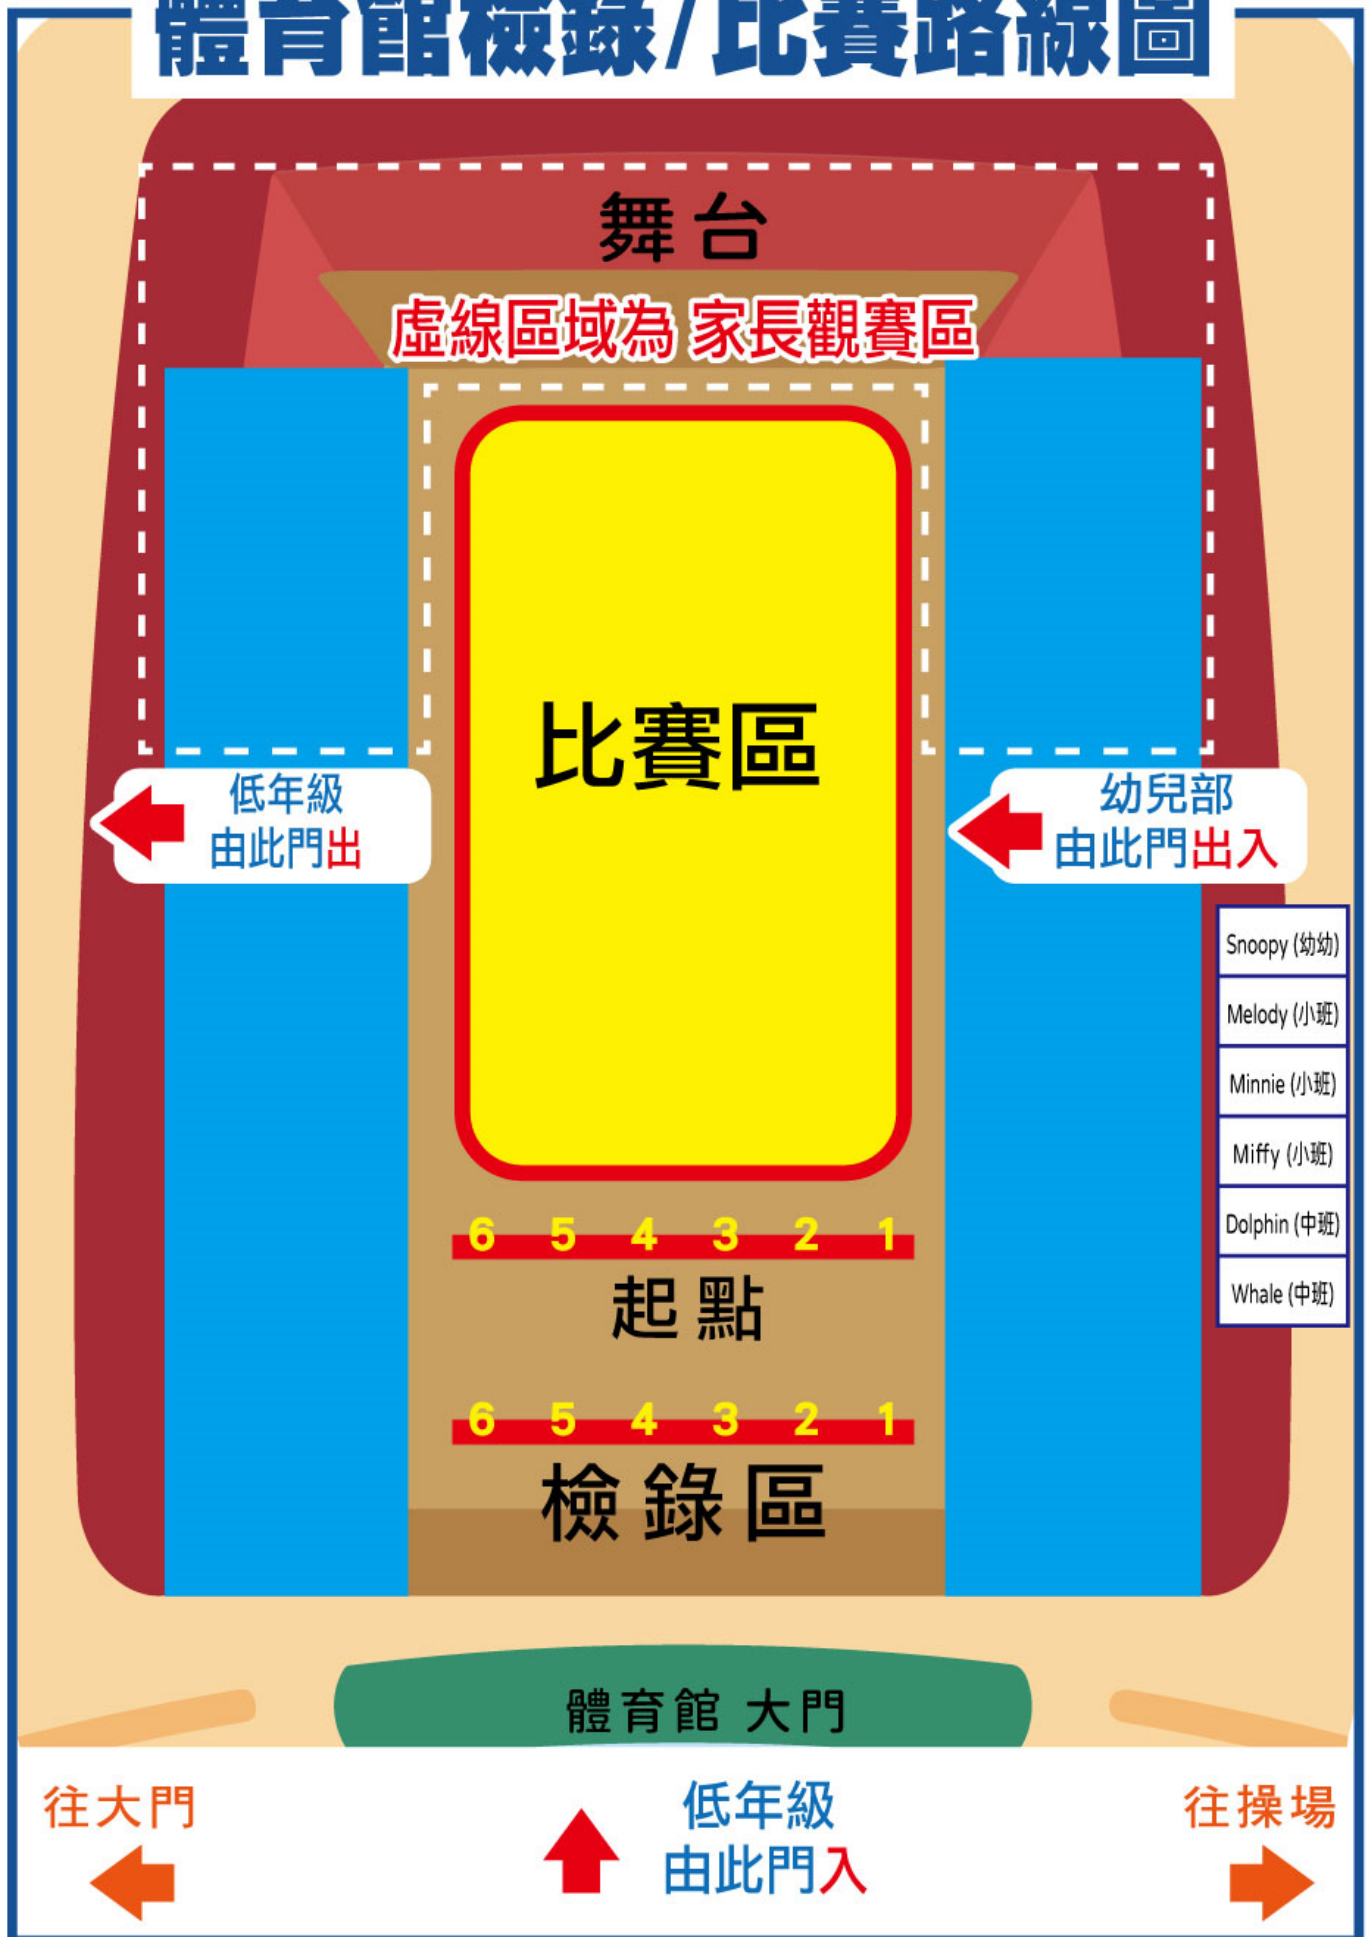 體育館檢錄/比賽路線圖
舞台
虛線區域為 家長觀賽區
比賽區
低年級
由此門出
幼兒部
由此門出入
Snoopy (幼幼)
Melody (小班)
Minnie (小班)
Miffy (小班)
Dolphin (中班)
Whale (中班)
6 5 4 3 2 1
起點
6 5 4 3 2 1
檢錄區
體育館 大門
往大門
低年級
由此門入
往操場